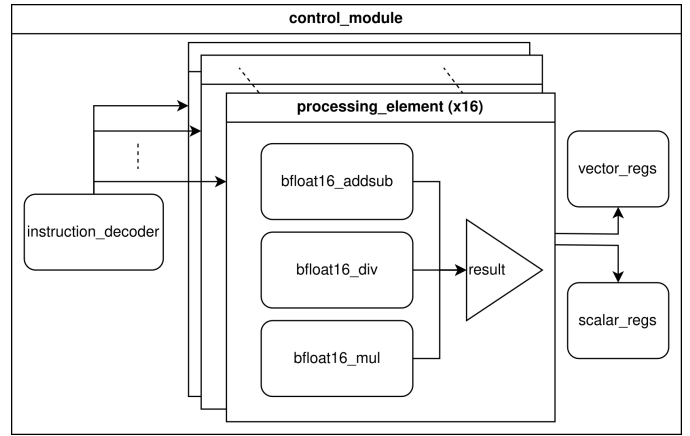 control_module
processing_element (x16)
bfloat16_addsub
vector_regs
instruction_decoder
bfloat16_div
result
scalar_regs
bfloat16_mul